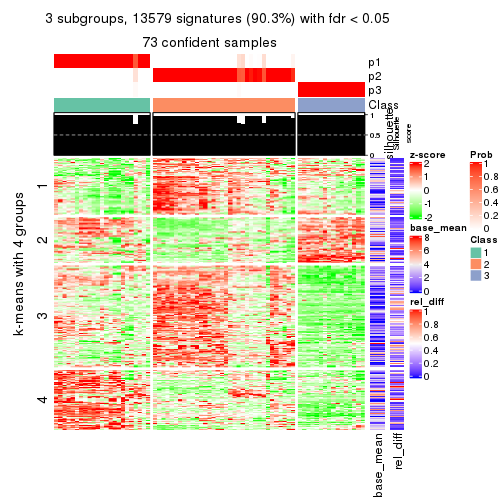 3 subgroups, 13579 signatures (90.3%) with fdr < 0.05
73 confident samples
p1
p2
p3
Class
1
0.5
0
silhouette
Silhouette
score
k-means with 4 groups
1
2
3
4
base_mean
rel_diff
z-score
2
1
0
-1
-2
base_mean
8
6
4
2
0
rel_diff
1
0.8
0.6
0.4
0.2
0
Prob
1
0.8
0.6
0.4
0.2
0
Class
1
2
3